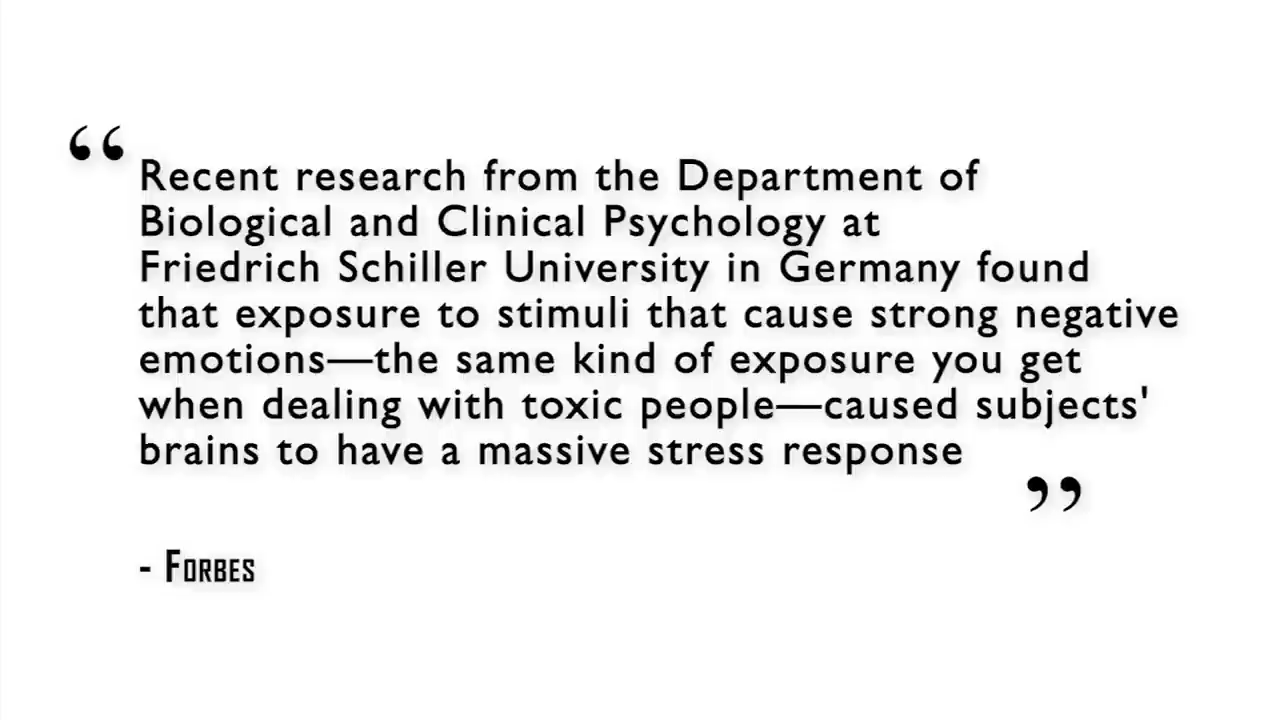 “Recent research from the Department of
Biological and Clinical Psychology at
Friedrich Schiller University in Germany found
that exposure to stimuli that cause strong negative
emotions—the same kind of exposure you get
when dealing with toxic people—caused subjects'
brains to have a massive stress response”
- FORBES